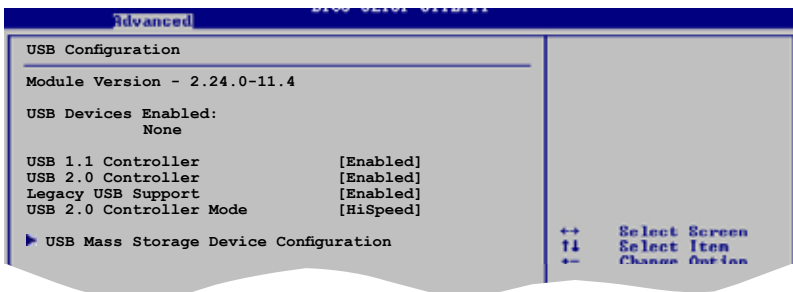 Advanced
USB Configuration
Module Version - 2.24.0-11.4
USB Devices Enabled:
None
USB 1.1 Controller [Enabled]
USB 2.0 Controller [Enabled]
Legacy USB Support [Enabled]
USB 2.0 Controller Mode [HiSpeed]
USB Mass Storage Device Configuration
←→ Select Screen
↑↓ Select Item
+- Change Option